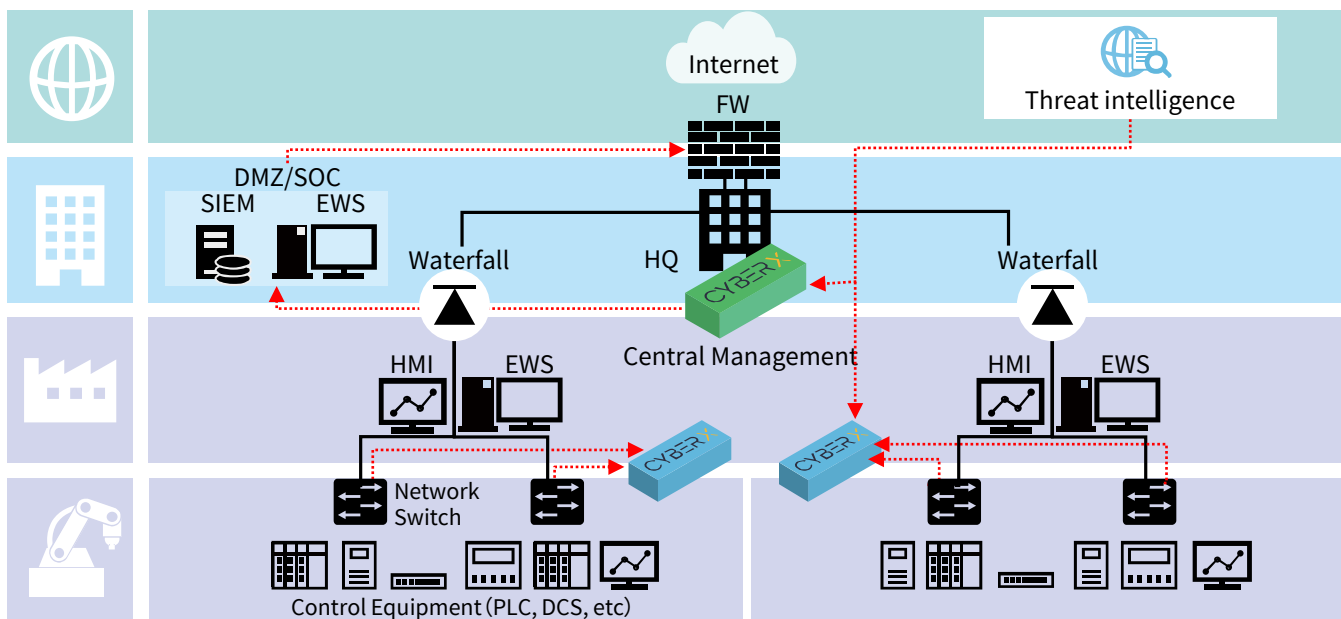 Internet
FW
Threat intelligence
DMZ/SOC
SIEM
EWS
HQ
Waterfall
Waterfall
CYBERX
Central Management
HMI
EWS
HMI
EWS
CYBERX
CYBERX
Network
Switch
Control Equipment (PLC, DCS, etc)